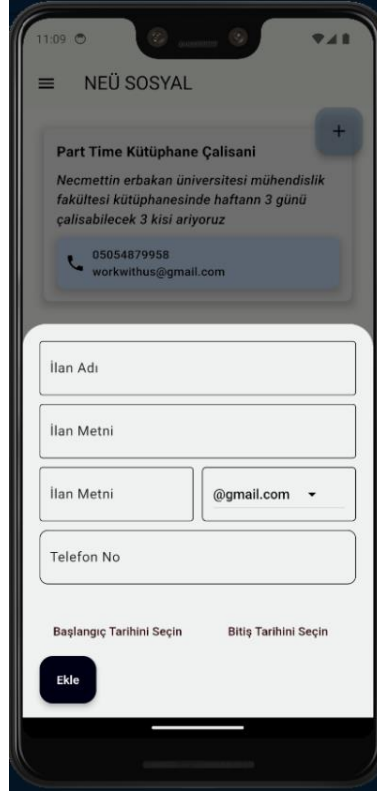 11:09
NEÜ SOSYAL
+
Part Time Kütüphane Çalisani
Necmettin erbakan üniversitesi mühendislik
fakültesi kütüphanesinde haftann 3 günü
çalisabilecek 3 kisi ariyoruz
05054879958
workwithus@gmail.com
İlan Adı
İlan Metni
İlan Metni
@gmail.com
Telefon No
Başlangıç Tarihini Seçin
Bitiş Tarihini Seçin
Ekle